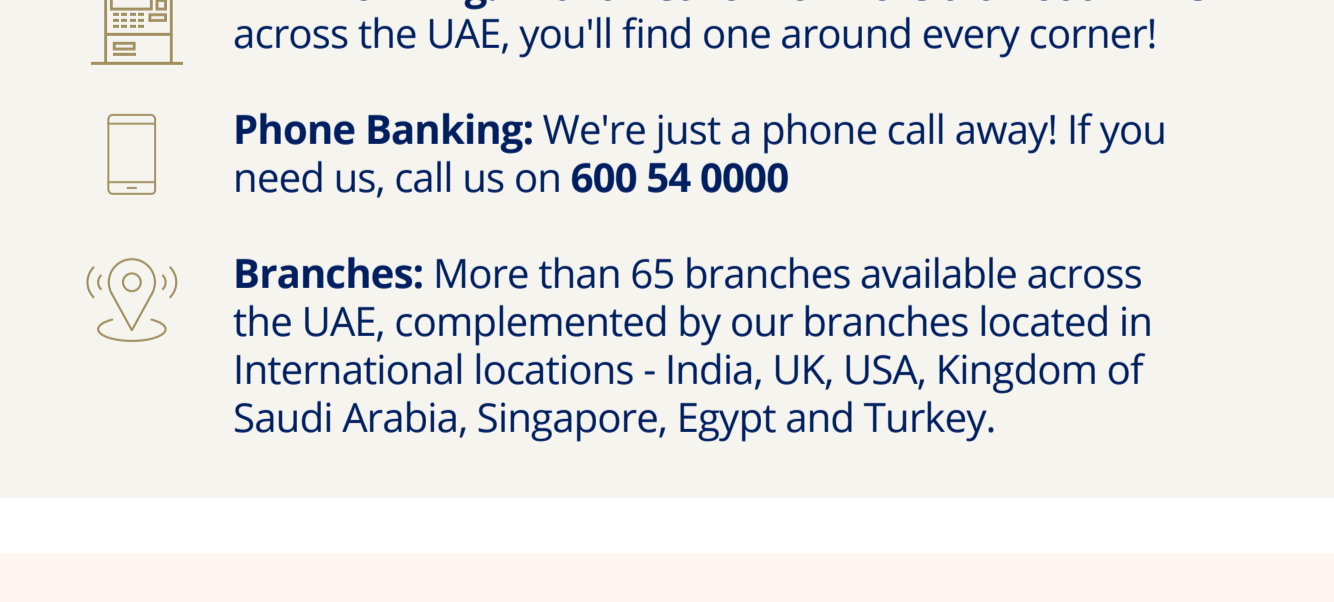 across the UAE, you'll find one around every corner!
Phone Banking: We're just a phone call away! If you
need us, call us on 600 54 0000
Branches: More than 65 branches available across
the UAE, complemented by our branches located in
International locations - India, UK, USA, Kingdom of
Saudi Arabia, Singapore, Egypt and Turkey.